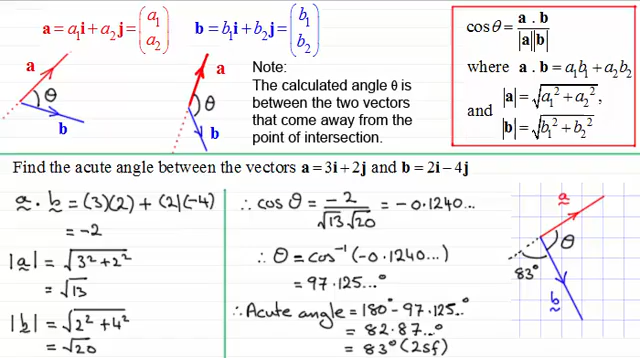 a = a₁i + a₂j = (a₁ a₂)
b = b₁i + b₂j = (b₁ b₂)
a
θ
b
a
θ
b
Note:
The calculated angle θ is
between the two vectors
that come away from the
point of intersection.
cosθ = a . b / |a||b|
where a . b = a₁b₁ + a₂b₂
|a| = √(a₁² + a₂²),
and
|b| = √(b₁² + b₂²)
Find the acute angle between the vectors a = 3i + 2j and b = 2i − 4j
a . b = (3)(2) + (2)(−4)
= −2
|a| = √(3² + 2²)
= √13
|b| = √(2² + 4²)
= √20
∴ cos θ = −2 / √13 √20 = −0·1240...
∴ θ = cos⁻¹(−0·1240...)
= 97·125...°
∴ Acute angle = 180° − 97·125...°
= 82·87...°
= 83° (2sf)
a
θ
83°
b